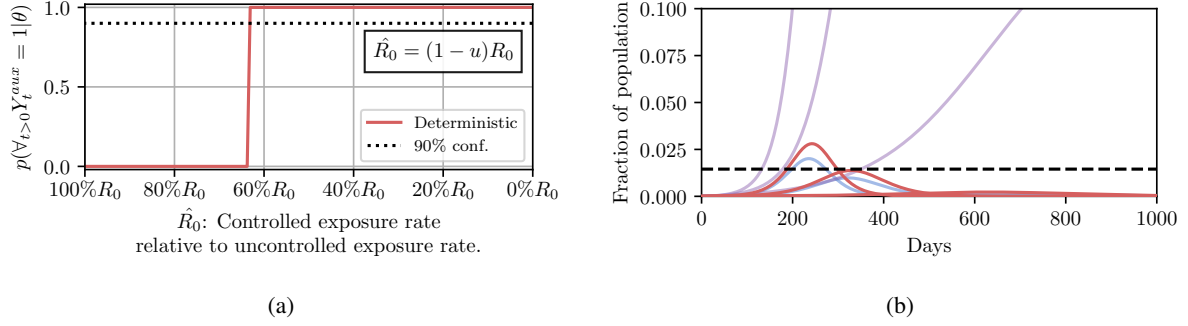 p(∀_{t>0} Y_t^{aux} = 1|θ)
1.0
0.5
0.0
R̂_0 = (1 − u)R_0
Deterministic
90% conf.
100%R_0 80%R_0 60%R_0 40%R_0 20%R_0 0%R_0
R̂_0: Controlled exposure rate
relative to uncontrolled exposure rate.
(a)
Fraction of population
0.100
0.075
0.050
0.025
0.000
0 200 400 600 800 1000
Days
(b)